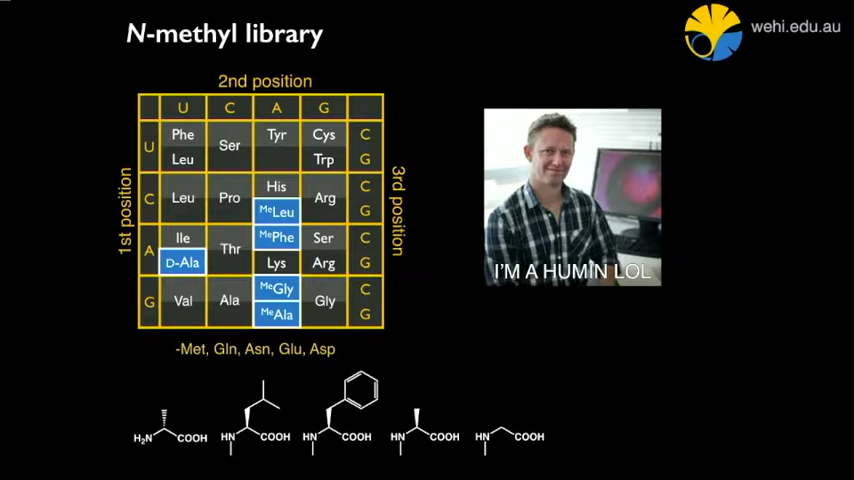 N-methyl library
wehi.edu.au
2nd position
U C A G
1st position
3rd position
U
Phe
Leu
Ser
Tyr
Cys
Trp
C
G
C
Leu
Pro
His
MeLeu
Arg
C
G
A
Ile
D-Ala
Thr
MePhe
Lys
Ser
Arg
C
G
G
Val
Ala
MeGly
MeAla
Gly
C
G
-Met, Gln, Asn, Glu, Asp
I'M A HUMIN LOL
H₂N COOH
HN COOH
HN COOH
HN COOH
HN COOH